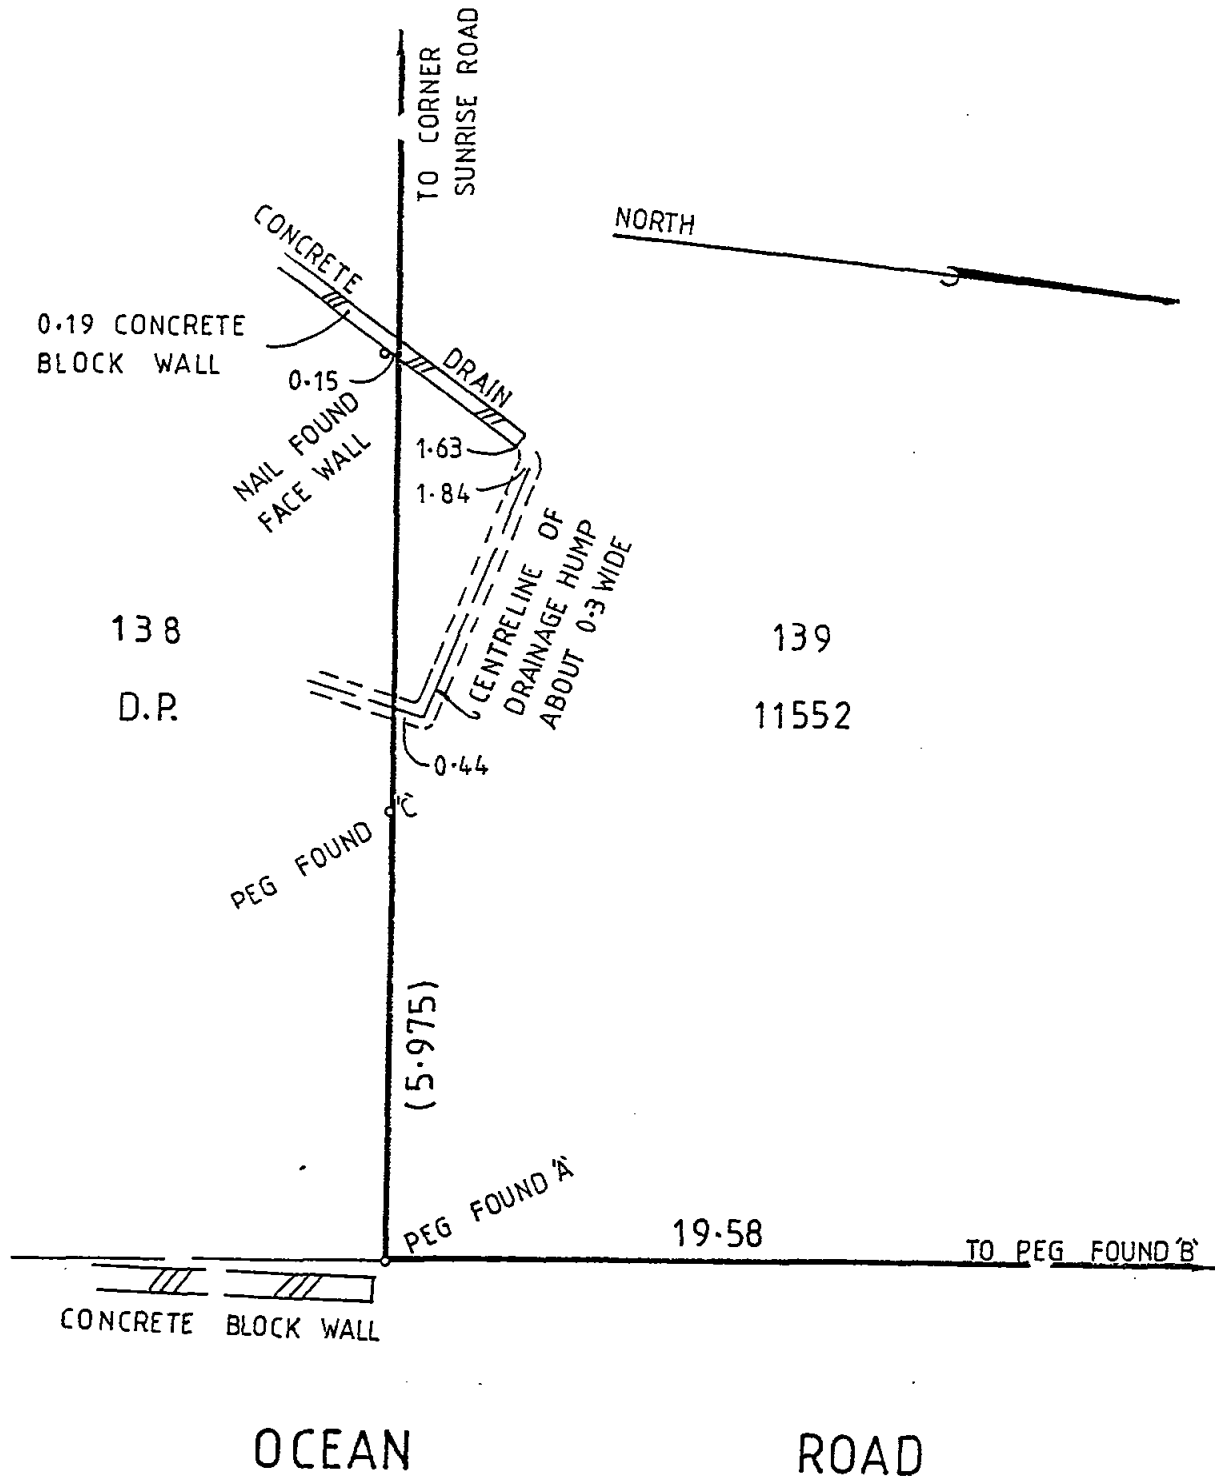 TO CORNER
SUNRISE ROAD
NORTH
CONCRETE
DRAIN
0·19 CONCRETE
BLOCK WALL
0·15
NAIL FOUND
FACE WALL
1·63
1·84
CENTRELINE OF
DRAINAGE HUMP
ABOUT 0·3 WIDE
138
139
D.P.
11552
0·44
PEG FOUND 'C'
(5·975)
PEG FOUND 'A'
19·58
TO PEG FOUND 'B'
CONCRETE BLOCK WALL
OCEAN ROAD